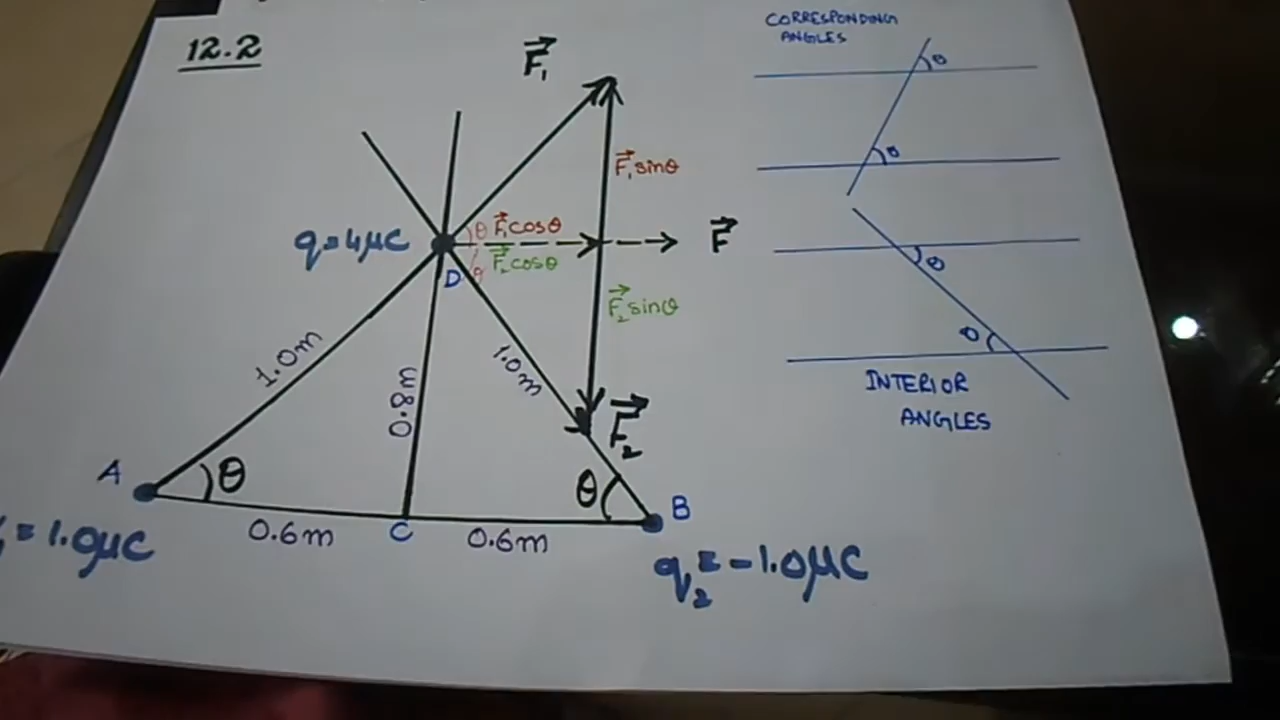 12.2
F₁
F₁sinθ
q=4μC
θ
F₁cosθ
F₂cosθ
θ
F
D
F₂sinθ
1.0m
0.8m
1.0m
F₂
A
θ
θ
B
0.6m
C
0.6m
= 1.0μC
q₂ = -1.0μC
CORRESPONDING
ANGLES
θ
θ
θ
θ
INTERIOR
ANGLES